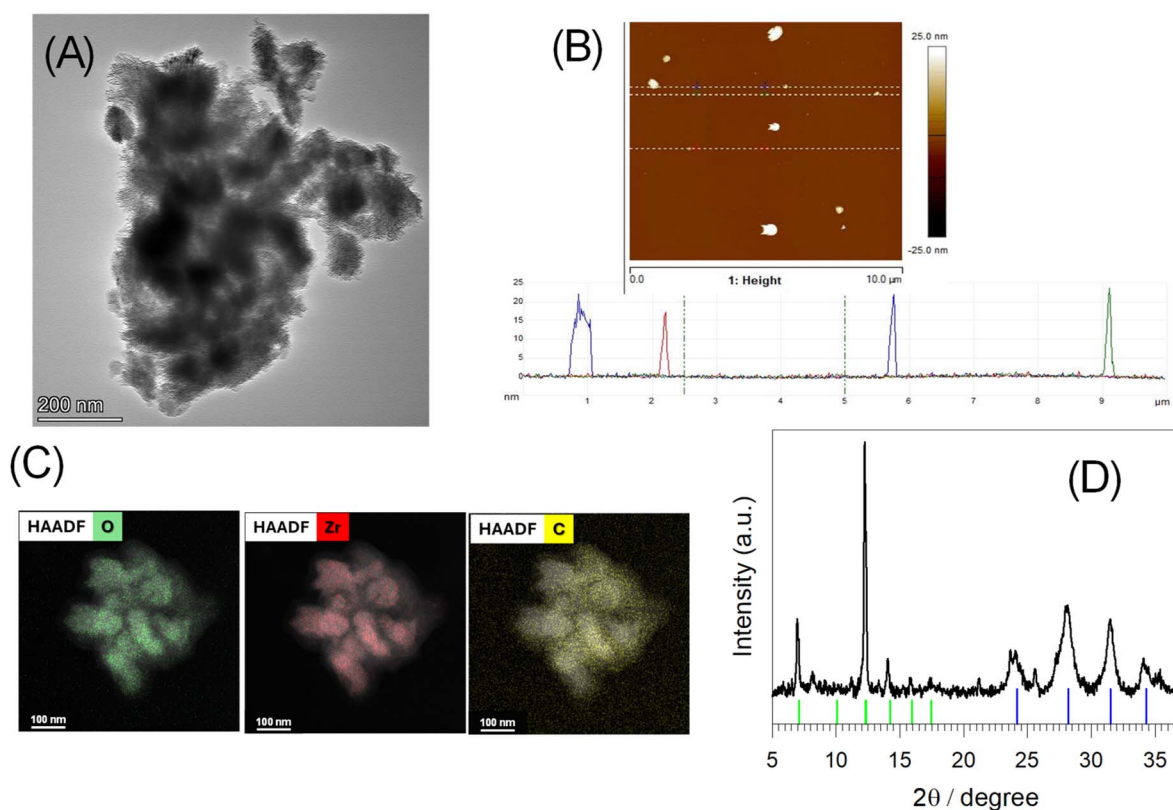 (A)
200 nm
(B)
25.0 nm
-25.0 nm
0.0
1: Height
10.0 µm
25
20
15
10
5
0
nm
1 2 3 4 5 6 7 8 9 µm
(C)
HAADF O
100 nm
HAADF Zr
100 nm
HAADF C
100 nm
(D)
Intensity (a.u.)
5 10 15 20 25 30 35
2θ / degree